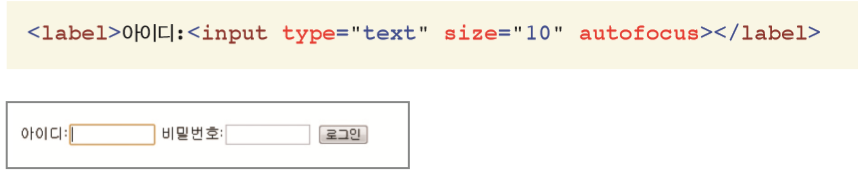 <label>아이디:<input type="text" size="10" autofocus></label>
아이디: 비밀번호: 로그인